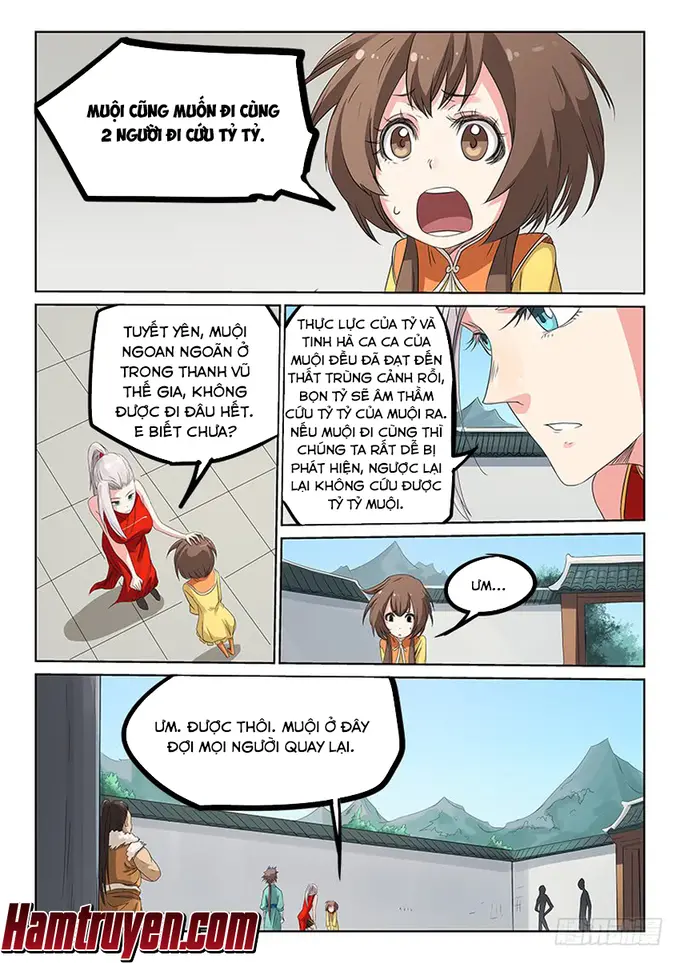 MUỘI CŨNG MUỐN ĐI CÙNG
2 NGƯỜI ĐI CỨU TỶ TỶ.
TUYẾT YÊN, MUỘI
NGOAN NGOÃN Ở
TRONG THANH VŨ
THẾ GIA, KHÔNG
ĐƯỢC ĐI ĐÂU HẾT.
E BIẾT CHƯA?
THỰC LỰC CỦA TỶ VÀ
TINH HÀ CA CA CỦA
MUỘI ĐỀU ĐÃ ĐẠT ĐẾN
THẤT TRÙNG CẢNH RỒI,
BỌN TỶ SẼ ÂM THẦM
CỨU TỶ TỶ CỦA MUỘI RA.
NẾU MUỘI ĐI CÙNG THÌ
CHÚNG TA RẤT DỄ BỊ
PHÁT HIỆN, NGƯỢC LẠI
LẠI KHÔNG CỨU ĐƯỢC
TỶ TỶ MUỘI.
ƯM...
ƯM. ĐƯỢC THÔI. MUỘI Ở ĐÂY
ĐỢI MỌI NGƯỜI QUAY LẠI.
Hamtruyen.com